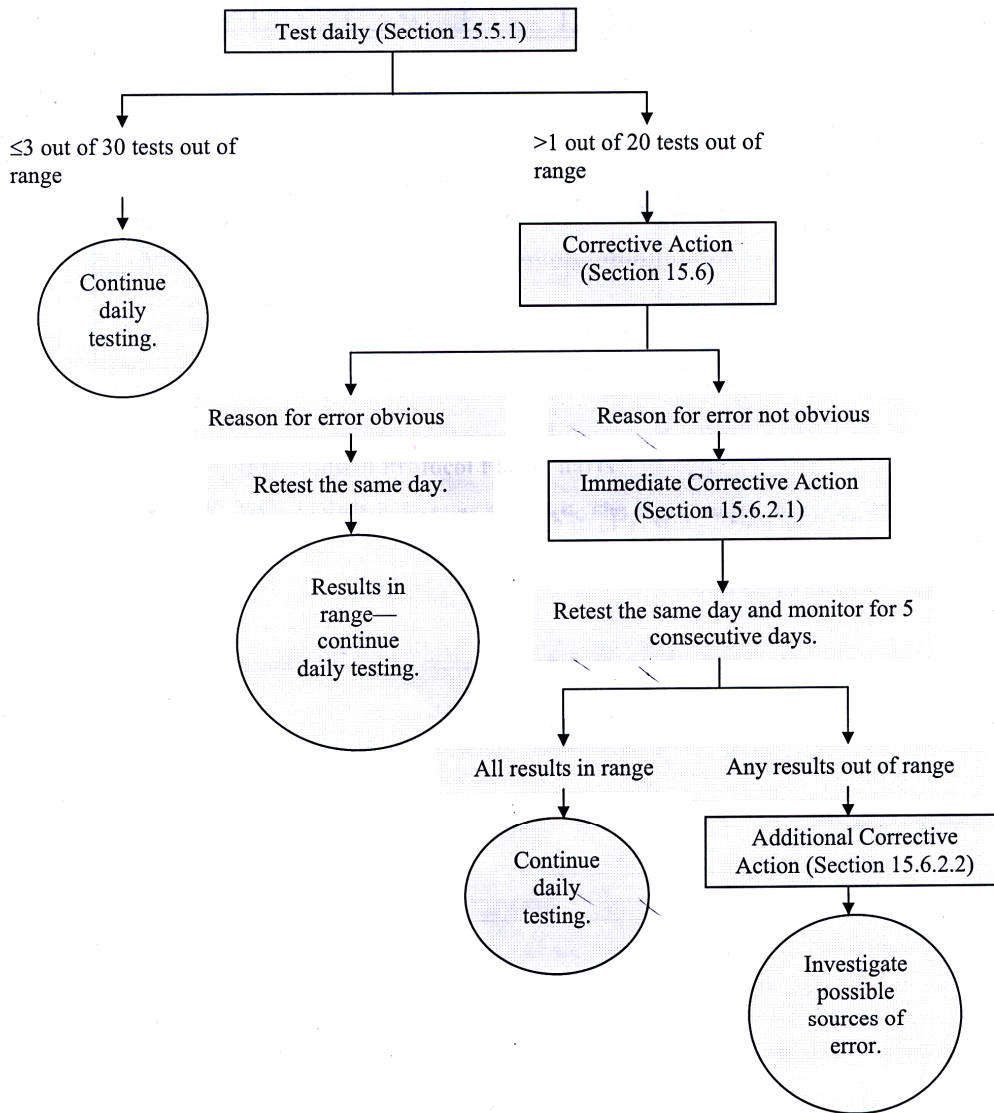 Test daily (Section 15.5.1)
≤3 out of 30 tests out of
range
>1 out of 20 tests out of
range
Continue
daily
testing.
Corrective Action
(Section 15.6)
Reason for error obvious
Reason for error not obvious
Retest the same day.
Immediate Corrective Action
(Section 15.6.2.1)
Results in
range—
continue
daily testing.
Retest the same day and monitor for 5
consecutive days.
All results in range
Any results out of range
Continue
daily
testing.
Additional Corrective
Action (Section 15.6.2.2)
Investigate
possible
sources of
error.